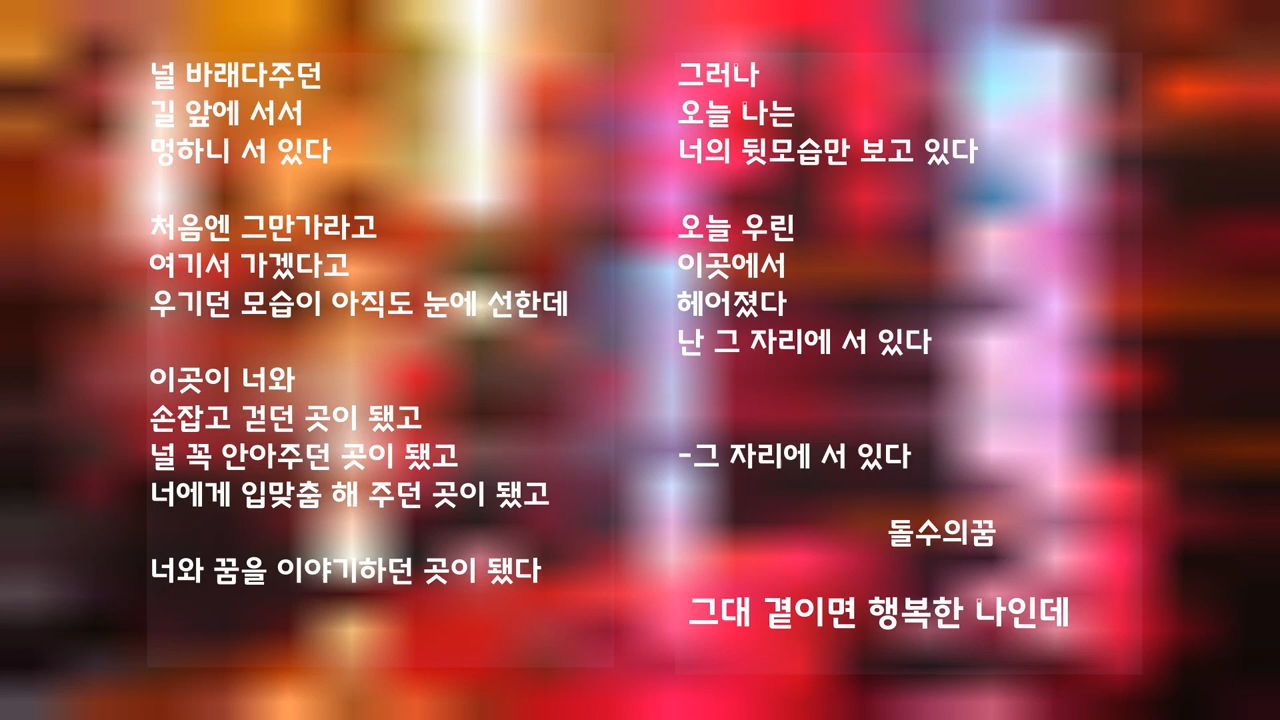 널 바래다주던
길 앞에 서서
멍하니 서 있다
처음엔 그만가라고
여기서 가겠다고
우기던 모습이 아직도 눈에 선한데
이곳이 너와
손잡고 걷던 곳이 됐고
널 꼭 안아주던 곳이 됐고
너에게 입맞춤 해 주던 곳이 됐고
너와 꿈을 이야기하던 곳이 됐다
그러나
오늘 나는
너의 뒷모습만 보고 있다
오늘 우린
이곳에서
헤어졌다
난 그 자리에 서 있다
-그 자리에 서 있다
돌수의꿈
그대 곁이면 행복한 나인데